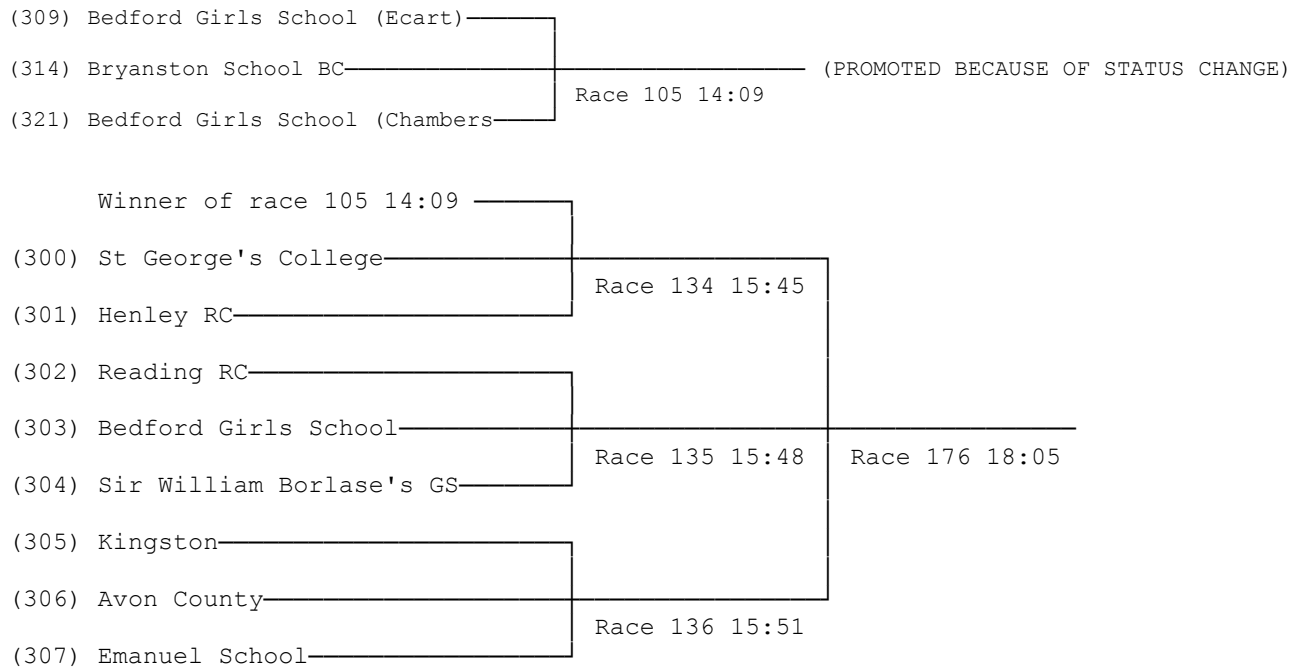 (309) Bedford Girls School (Ecart)
(314) Bryanston School BC (PROMOTED BECAUSE OF STATUS CHANGE)
Race 105 14:09
(321) Bedford Girls School (Chambers
Winner of race 105 14:09
(300) St George's College
Race 134 15:45
(301) Henley RC
(302) Reading RC
(303) Bedford Girls School
Race 135 15:48 Race 176 18:05
(304) Sir William Borlase's GS
(305) Kingston
(306) Avon County
Race 136 15:51
(307) Emanuel School